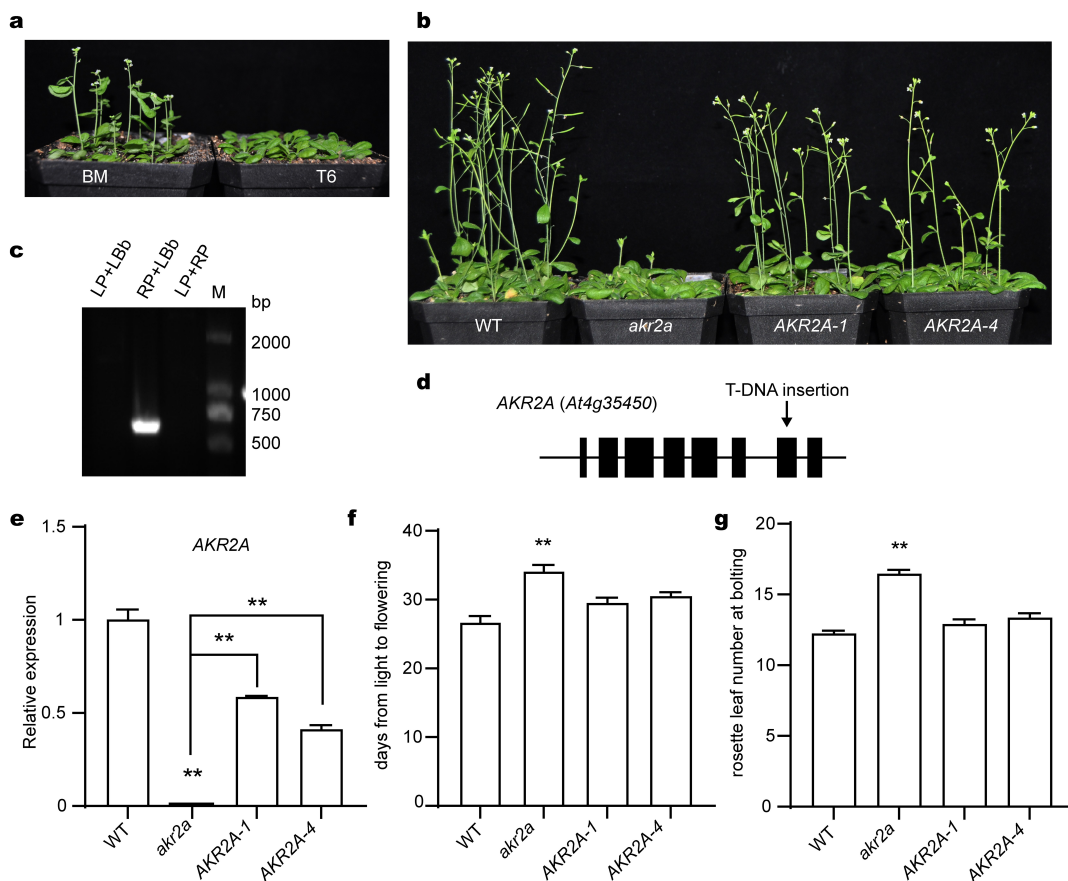 a
BM
T6
b
WT
akr2a
AKR2A-1
AKR2A-4
c
LP+LBb
RP+LBb
LP+RP
M
bp
2000
1000
750
500
d
AKR2A (At4g35450)
T-DNA insertion
e
Relative expression
AKR2A
1.5
1
0.5
0
**
**
**
WT
akr2a
AKR2A-1
AKR2A-4
f
days from light to flowering
40
30
20
10
0
**
WT
akr2a
AKR2A-1
AKR2A-4
g
rosette leaf number at bolting
20
15
10
5
0
**
WT
akr2a
AKR2A-1
AKR2A-4